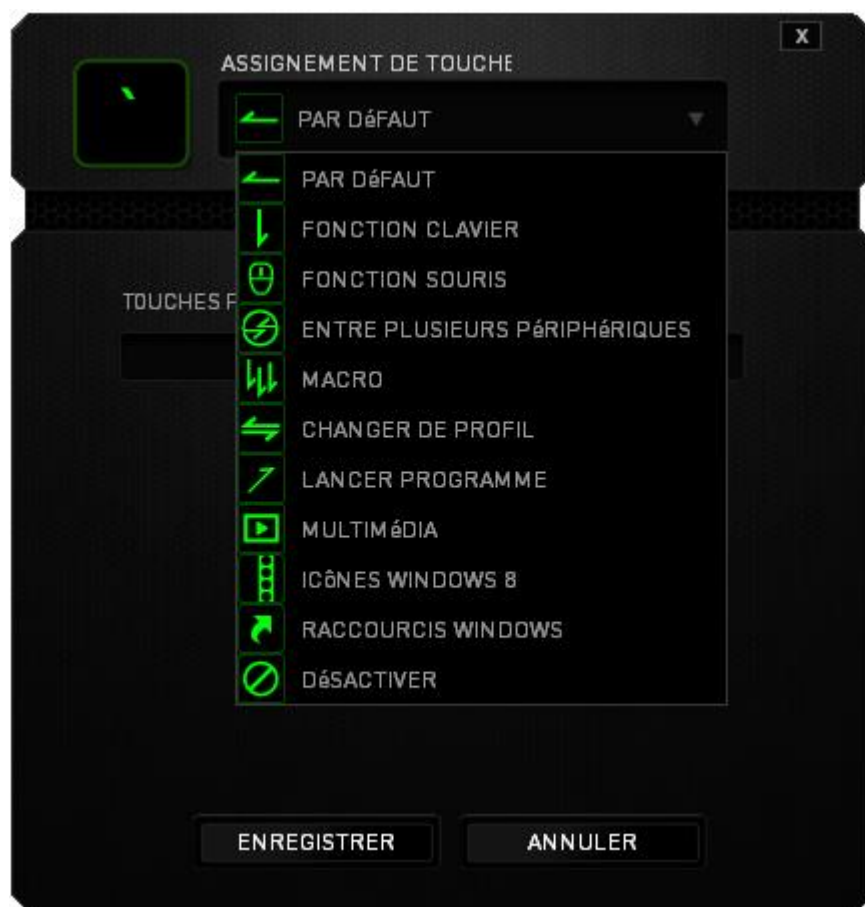 X
ASSIGNEMENT DE TOUCHE
`
PAR DéFAUT
PAR DéFAUT
FONCTION CLAVIER
FONCTION SOURIS
TOUCHES
ENTRE PLUSIEURS PéRIPHéRIQUES
MACRO
CHANGER DE PROFIL
LANCER PROGRAMME
MULTIMéDIA
ICôNES WINDOWS 8
RACCOURCIS WINDOWS
DéSACTIVER
ENREGISTRER
ANNULER